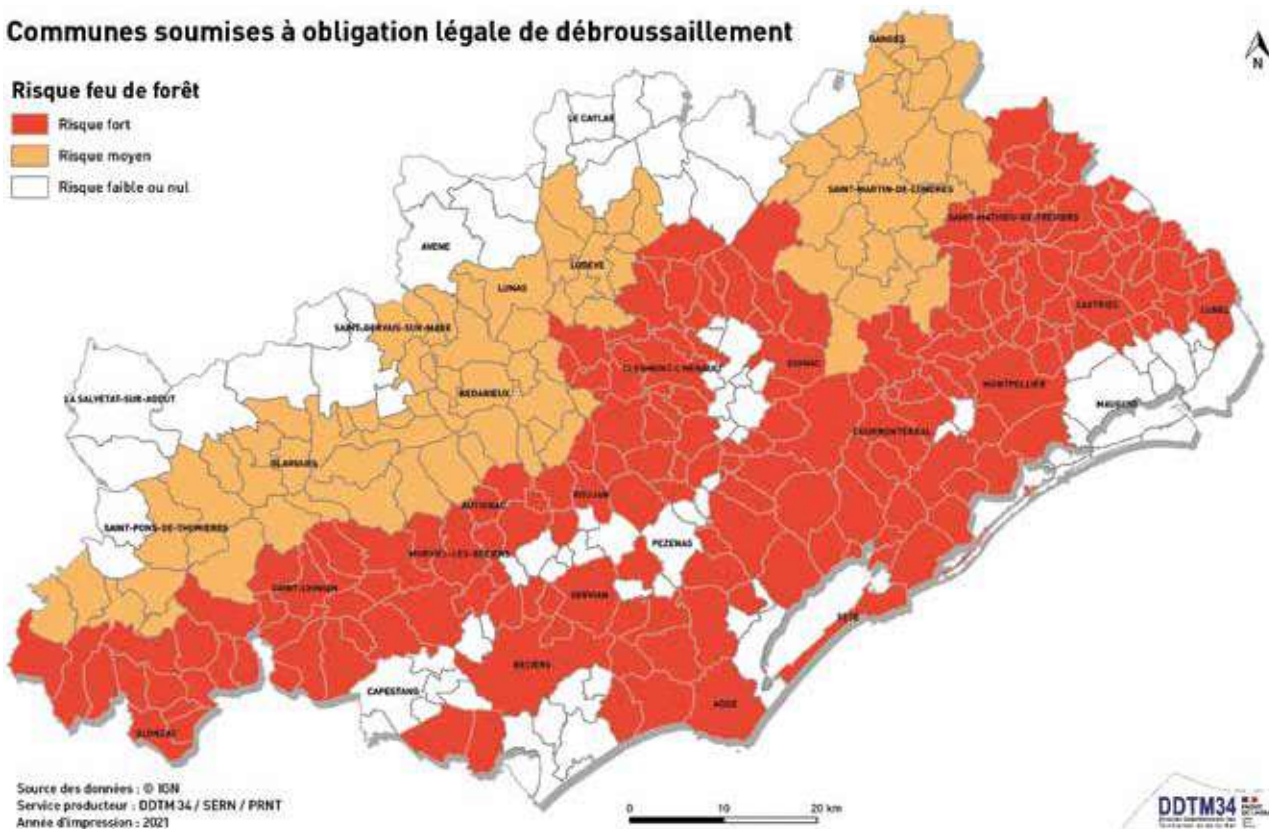 Communes soumises à obligation légale de débroussaillement
N
Risque feu de forêt
Risque fort
Risque moyen
Risque faible ou nul
GANGES
LE CAYLAR
SAINT-MARTIN-DE-LONDRES
SAINT-MATHIEU-DE-TREVIERS
AVENE
LODEVE
LUNAS
CASTRIES
LUNEL
SAINT-GERVAIS-SUR-MARE
CLERMONT-L'HERAULT
GIGNAC
MONTPELLIER
BEDARIEUX
LA SALVETAT-SUR-AGOUT
MAUGUIO
COURNONTERRAL
OLARGUES
ROUJAN
AUTIGNAC
SAINT-PONS-DE-THOMIERES
PEZENAS
MURVIEL-LES-BEZIERS
SAINT-CHINIAN
SERVIAN
SETE
BEZIERS
CAPESTANG
AGDE
OLONZAC
Source des données : © IGN
Service producteur : DDTM 34 / SERN / PRNT
Année d'impression : 2021
0 10 20 km
DDTM34